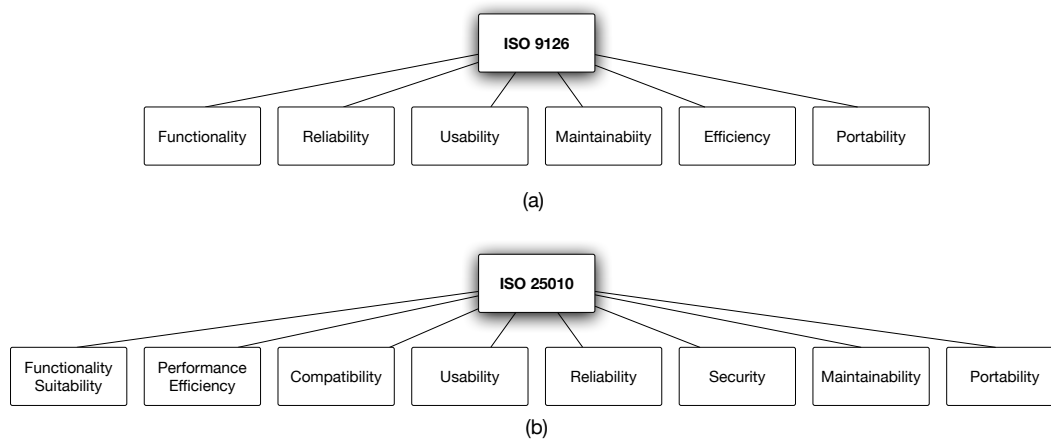 ISO 9126
Functionality
Reliability
Usability
Maintainabiity
Efficiency
Portability
(a)
ISO 25010
Functionality
Suitability
Performance
Efficiency
Compatibility
Usability
Reliability
Security
Maintainability
Portability
(b)